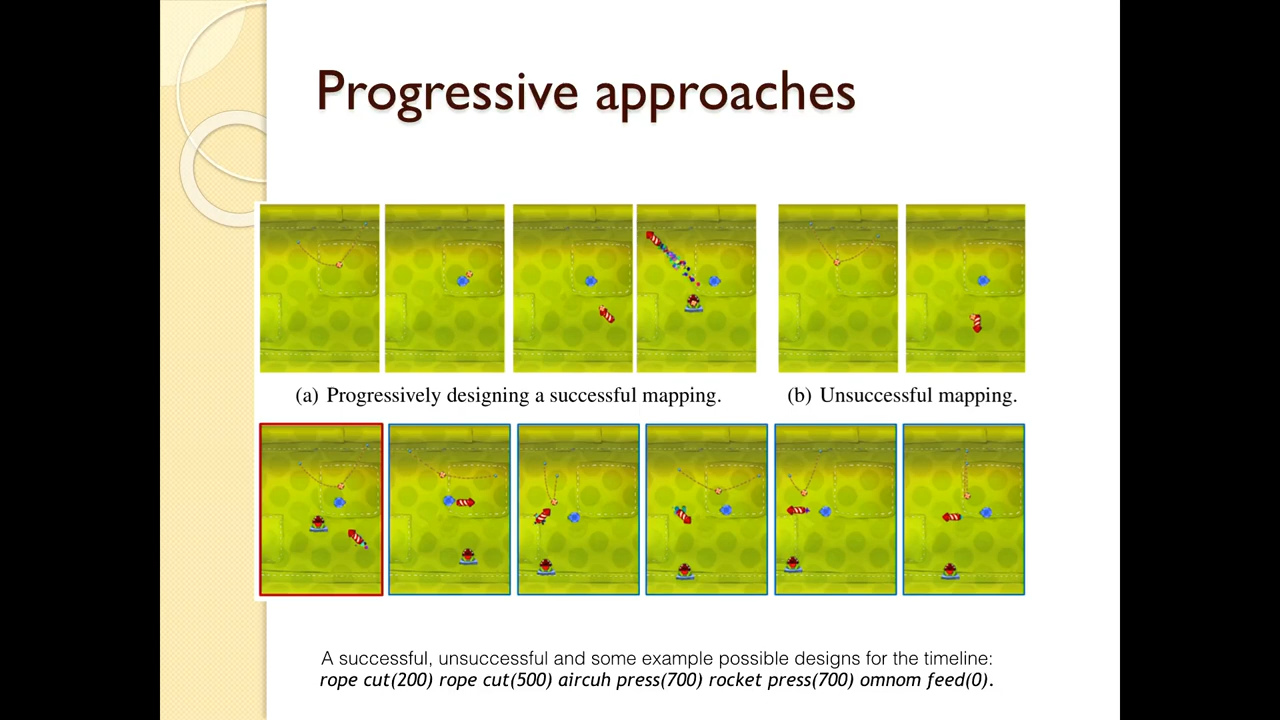 Progressive approaches
(a) Progressively designing a successful mapping.
(b) Unsuccessful mapping.
A successful, unsuccessful and some example possible designs for the timeline:
rope cut(200) rope cut(500) aircuh press(700) rocket press(700) omnom feed(0).